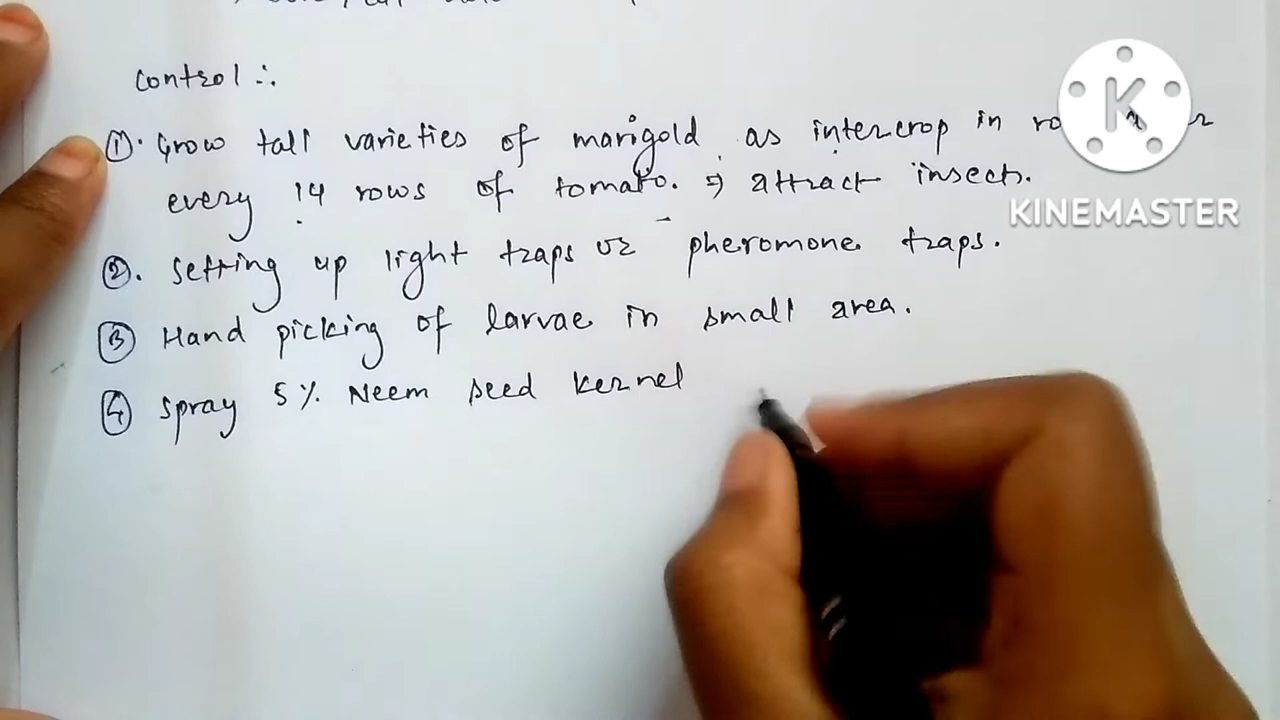 Control :-
①. Grow tall varieties of marigold as intercrop in
every 14 rows of tomato. ⇒ attract insects.
②. Setting up light traps or pheromone traps.
③ Hand picking of larvae in small area.
④ Spray 5% Neem seed kernel
KINEMASTER